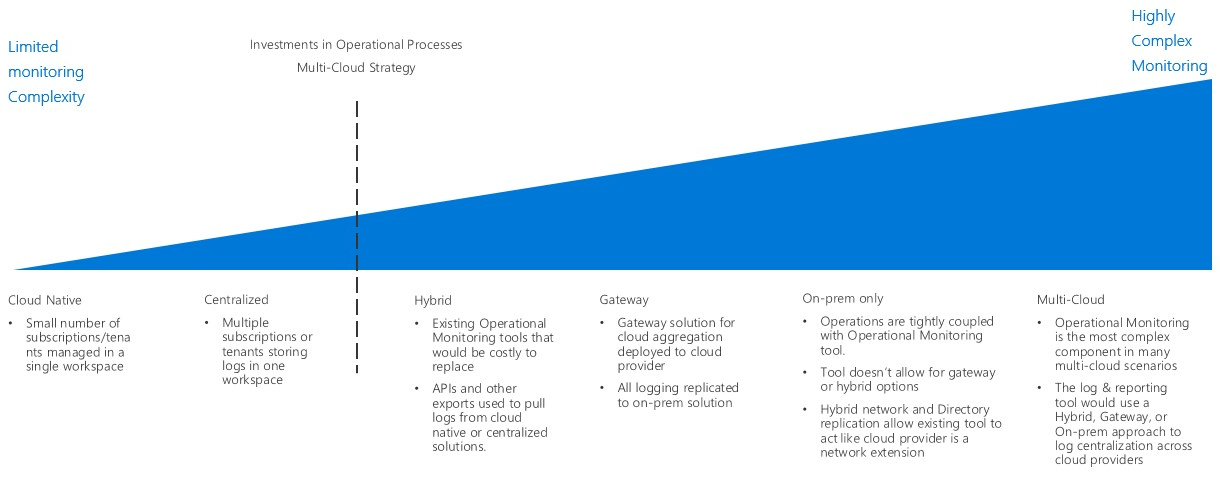 Limited
monitoring
Complexity
Investments in Operational Processes
Multi-Cloud Strategy
Highly
Complex
Monitoring
Cloud Native
• Small number of
subscriptions/tena
nts managed in a
single workspace
Centralized
• Multiple
subscriptions or
tenants storing
logs in one
workspace
Hybrid
• Existing Operational
Monitoring tools that
would be costly to
replace
• APIs and other
exports used to pull
logs from cloud
native or centralized
solutions.
Gateway
• Gateway solution for
cloud aggregation
deployed to cloud
provider
• All logging replicated
to on-prem solution
On-prem only
• Operations are tightly coupled
with Operational Monitoring
tool.
• Tool doesn’t allow for gateway
or hybrid options
• Hybrid network and Directory
replication allow existing tool to
act like cloud provider is a
network extension
Multi-Cloud
• Operational Monitoring
is the most complex
component in many
multi-cloud scenarios
• The log & reporting
tool would use a
Hybrid, Gateway, or
On-prem approach to
log centralization across
cloud providers